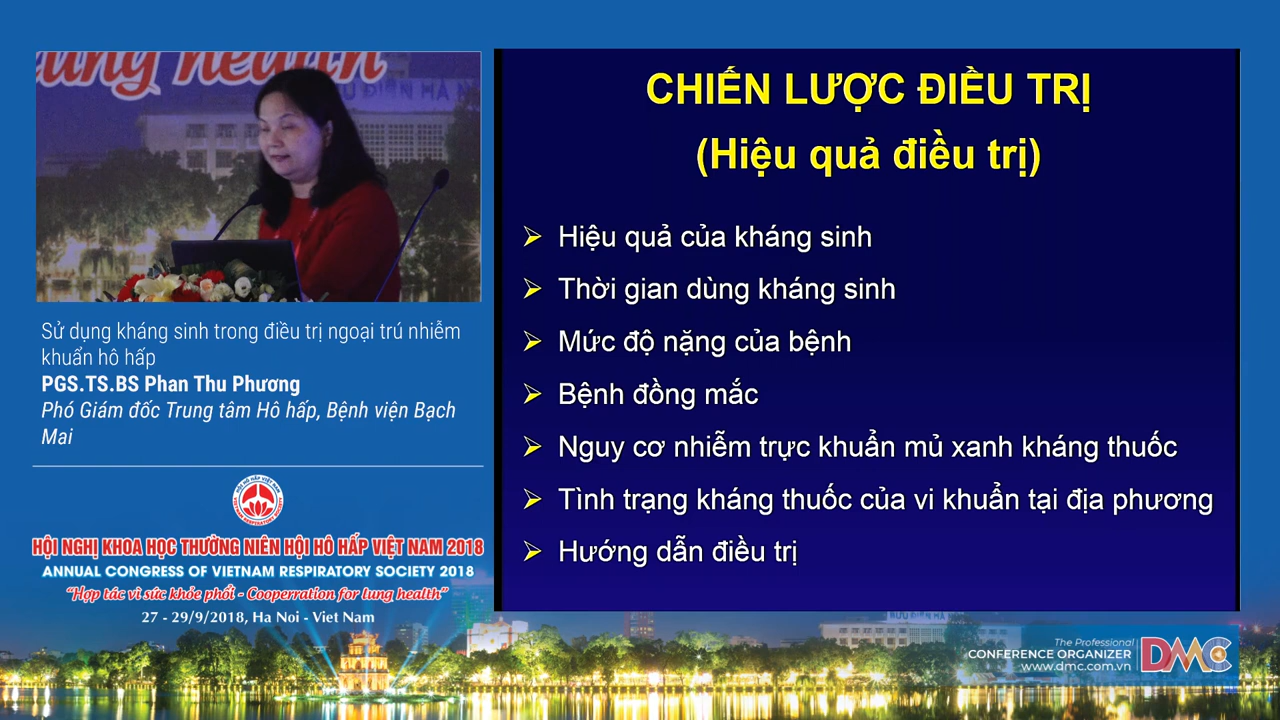 Lung health
CHIẾN LƯỢC ĐIỀU TRỊ
(Hiệu quả điều trị)
Hiệu quả của kháng sinh
Thời gian dùng kháng sinh
Mức độ nặng của bệnh
Bệnh đồng mắc
Nguy cơ nhiễm trực khuẩn mủ xanh kháng thuốc
Tình trạng kháng thuốc của vi khuẩn tại địa phương
Hướng dẫn điều trị
Sử dụng kháng sinh trong điều trị ngoại trú nhiễm
khuẩn hô hấp
PGS.TS.BS Phan Thu Phương
Phó Giám đốc Trung tâm Hô hấp, Bệnh viện Bạch
Mai
HỘI NGHỊ KHOA HỌC THƯỜNG NIÊN HỘI HÔ HẤP VIỆT NAM 2018
ANNUAL CONGRESS OF VIETNAM RESPIRATORY SOCIETY 2018
"Hợp tác vì sức khỏe phổi - Cooperration for lung health"
27 - 29/9/2018, Ha Noi - Viet Nam
The Professional
CONFERENCE ORGANIZER
www.dmc.com.vn
DMC